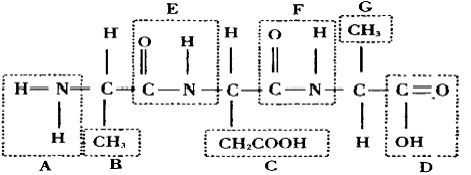 E F G
H O H H O H CH₃
H=N—C—C—N—C—C—N—C—C=O
H CH₃ CH₂COOH H OH
A B C D